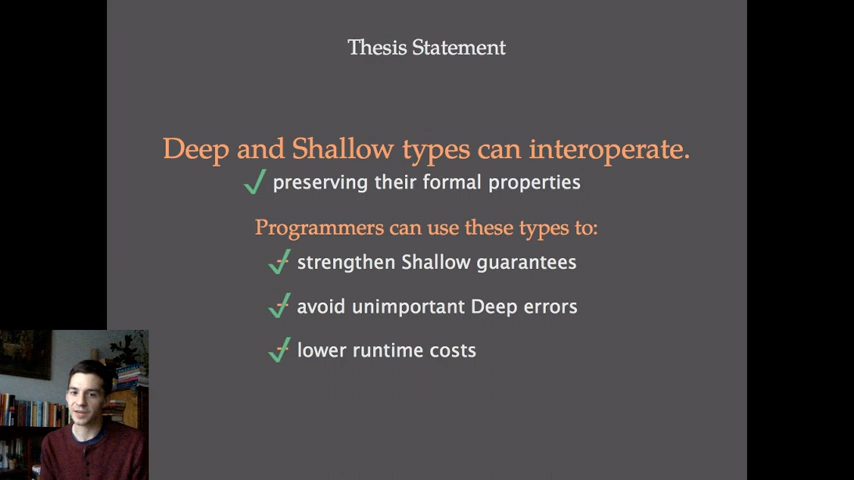 Thesis Statement
Deep and Shallow types can interoperate.
✓ preserving their formal properties
Programmers can use these types to:
✓ strengthen Shallow guarantees
✓ avoid unimportant Deep errors
✓ lower runtime costs